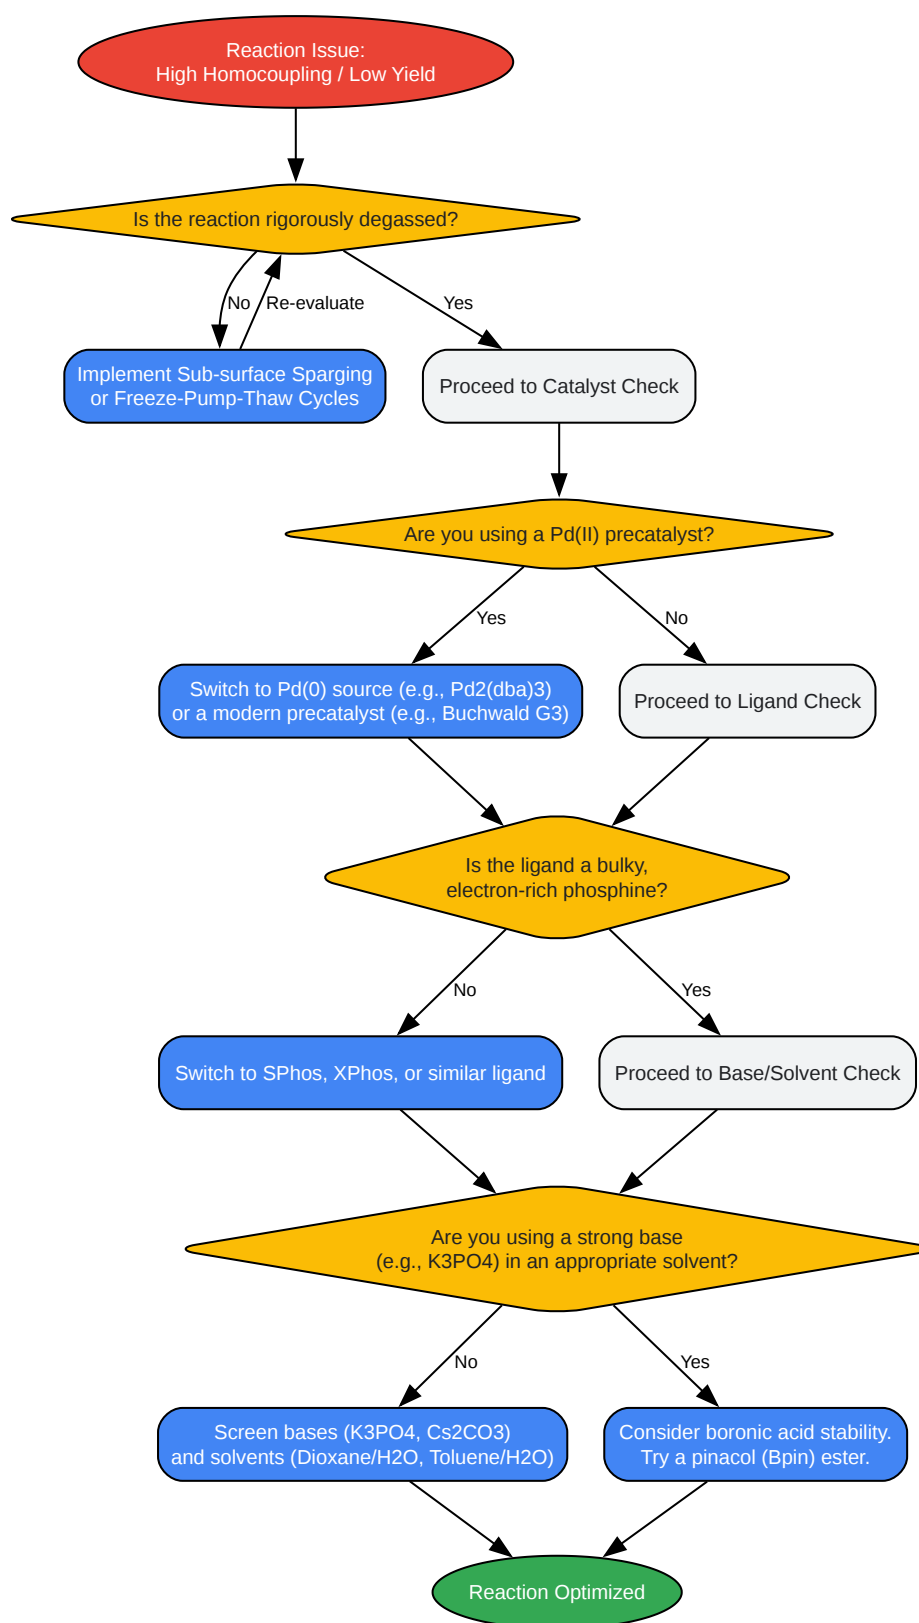 Reaction Issue:
High Homocoupling / Low Yield
Is the reaction rigorously degassed?
No
Re-evaluate
Yes
Implement Sub-surface Sparging
or Freeze-Pump-Thaw Cycles
Proceed to Catalyst Check
Are you using a Pd(II) precatalyst?
Yes
No
Switch to Pd(0) source (e.g., Pd2(dba)3)
or a modern precatalyst (e.g., Buchwald G3)
Proceed to Ligand Check
Is the ligand a bulky,
electron-rich phosphine?
No
Yes
Switch to SPhos, XPhos, or similar ligand
Proceed to Base/Solvent Check
Are you using a strong base
(e.g., K3PO4) in an appropriate solvent?
No
Yes
Screen bases (K3PO4, Cs2CO3)
and solvents (Dioxane/H2O, Toluene/H2O)
Consider boronic acid stability.
Try a pinacol (Bpin) ester.
Reaction Optimized